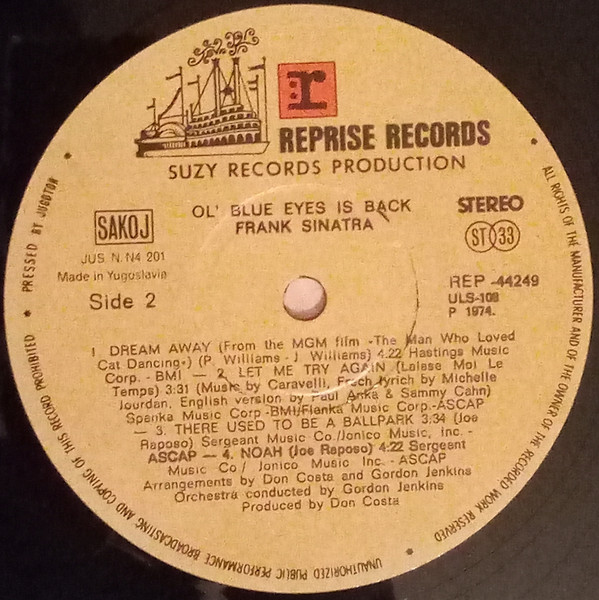 r
REPRISE RECORDS
SUZY RECORDS PRODUCTION
OL' BLUE EYES IS BACK
FRANK SINATRA
STEREO
SAKOJ
ST 33
JUS N. N4 201
Made in Yugoslavia
Side 2
REP -44249
ULS-108
P 1974.
1. DREAM AWAY (From the MGM film -The Man Who Loved
Cat Dancing-) (P. Williams - J Williams) 4:22 Hastings Music
Corp. - BMI — 2. LET ME TRY AGAIN (Laisse Moi Le
Temps) 3:31 (Music by Caravelli, Frech lyrich by Michelle
Jourdan, English version by Paul Anka & Sammy Cahn)
Spanka Music Corp -BMI/Flanka Music Corp.-ASCAP
— 3. THERE USED TO BE A BALLPARK 3:34 (Joe
Raposo) Sergeant Music Co./Jonico Music, Inc. -
ASCAP — 4. NOAH (Joe Raposo) 4:22 Sergeant
Music Co / Jonico Music Inc. - ASCAP
Arrangements by Don Costa and Gordon Jenkins
Orchestra conducted by Gordon Jenkins
Produced by Don Costa
PRESSED BY JUGOTON
ALL RIGHTS OF THE MANUFACTURER AND OF THE OWNER OF THE RECORDED WORK RESERVED
UNAUTHORIZED PUBLIC PERFORMANCE BROADCASTING AND COPYING OF THIS RECORD PROHIBITED